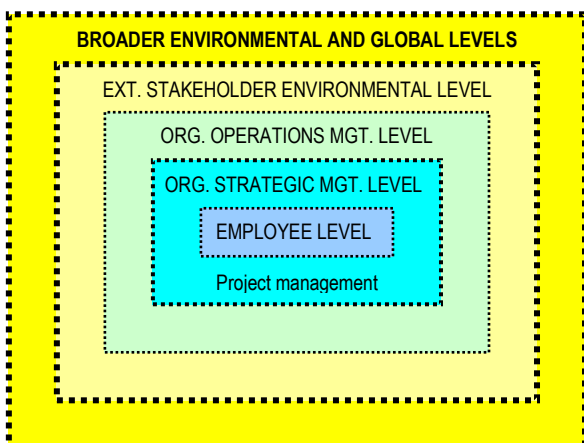 BROADER ENVIRONMENTAL AND GLOBAL LEVELS
EXT. STAKEHOLDER ENVIRONMENTAL LEVEL
ORG. OPERATIONS MGT. LEVEL
ORG. STRATEGIC MGT. LEVEL
EMPLOYEE LEVEL
Project management